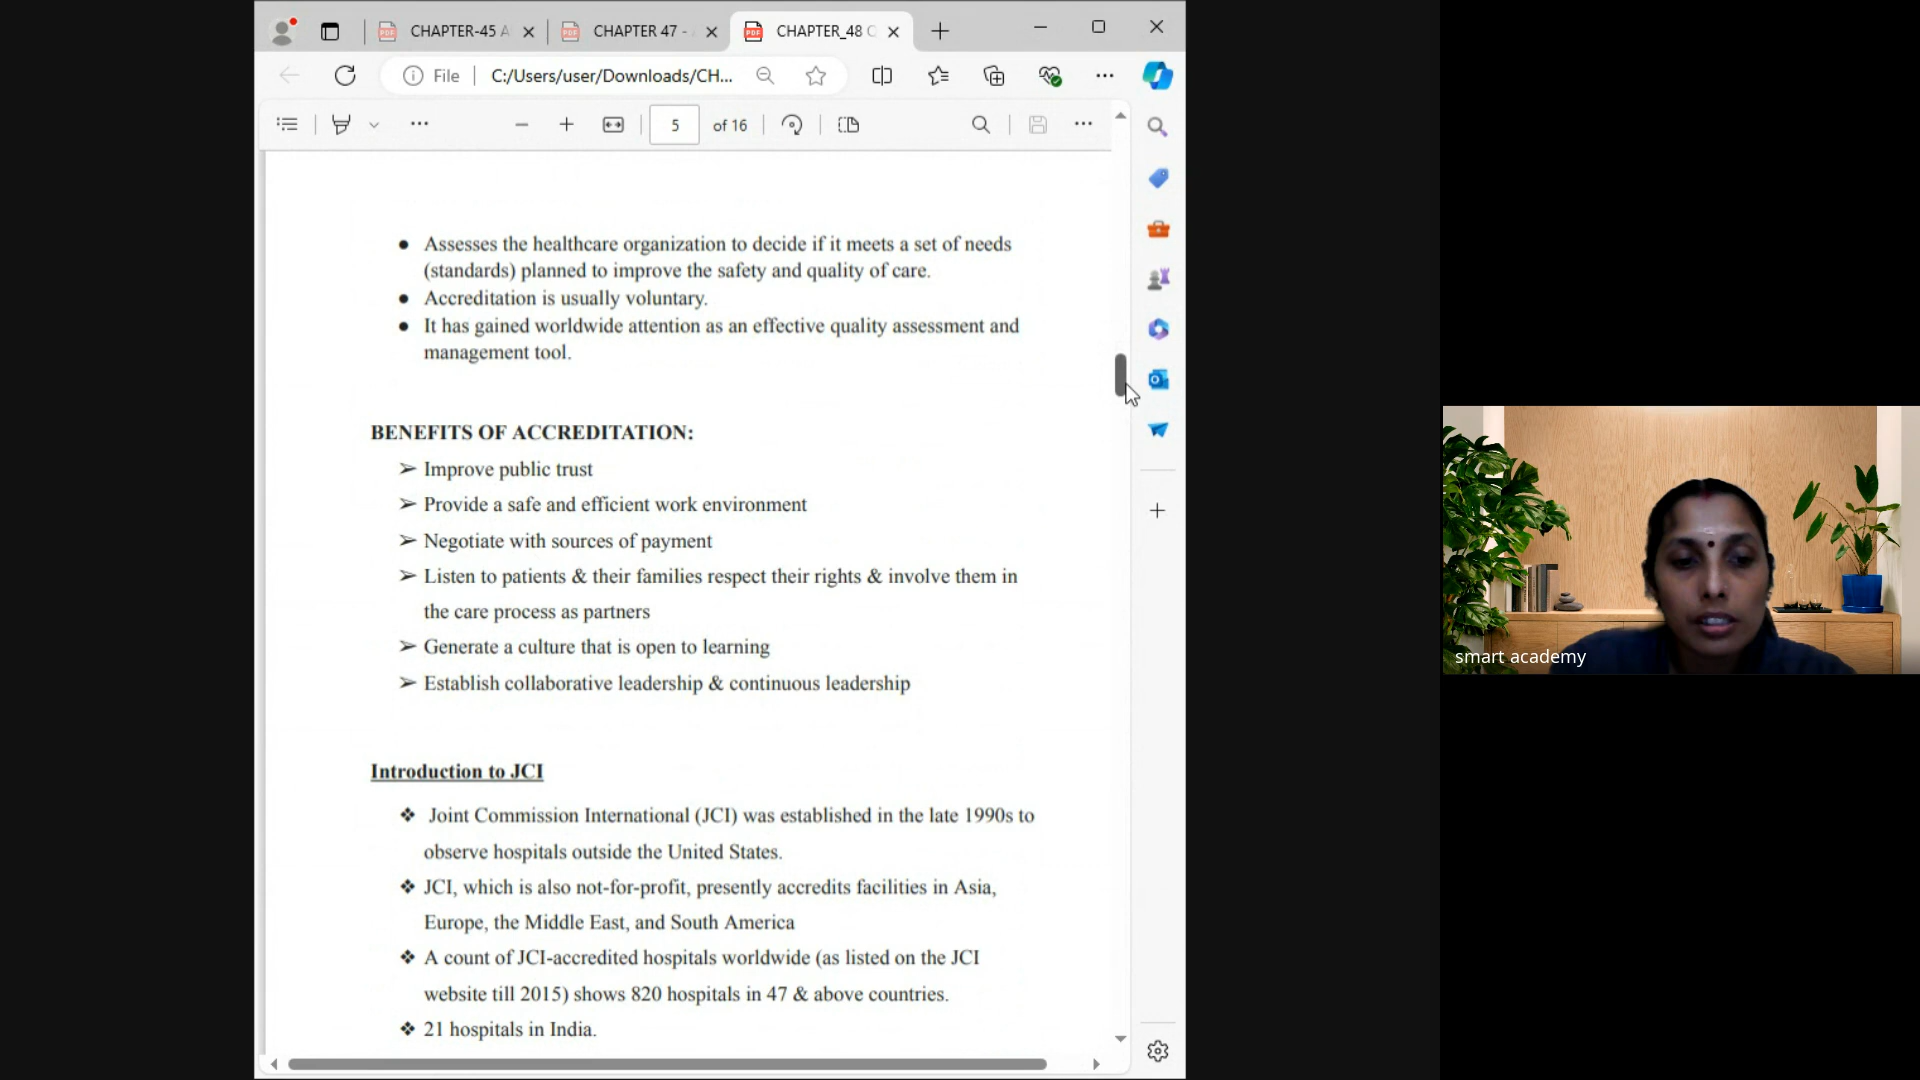 CHAPTER-45 A
CHAPTER 47 -
CHAPTER_48 C
File
C:/Users/user/Downloads/CH...
5 of 16
● Assesses the healthcare organization to decide if it meets a set of needs
(standards) planned to improve the safety and quality of care.
● Accreditation is usually voluntary.
● It has gained worldwide attention as an effective quality assessment and
management tool.
BENEFITS OF ACCREDITATION:
➢ Improve public trust
➢ Provide a safe and efficient work environment
➢ Negotiate with sources of payment
➢ Listen to patients & their families respect their rights & involve them in
the care process as partners
➢ Generate a culture that is open to learning
➢ Establish collaborative leadership & continuous leadership
Introduction to JCI
❖ Joint Commission International (JCI) was established in the late 1990s to
observe hospitals outside the United States.
❖ JCI, which is also not-for-profit, presently accredits facilities in Asia,
Europe, the Middle East, and South America
❖ A count of JCI-accredited hospitals worldwide (as listed on the JCI
website till 2015) shows 820 hospitals in 47 & above countries.
❖ 21 hospitals in India.
smart academy